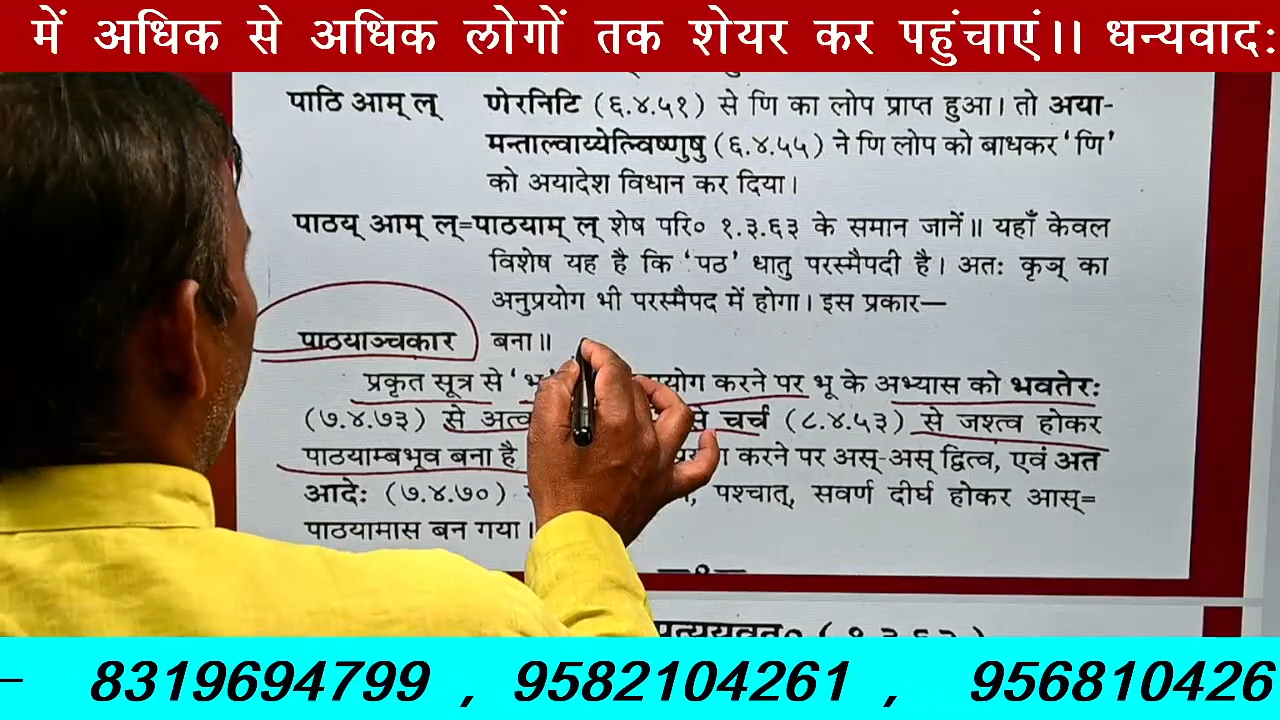 में अधिक से अधिक लोगों तक शेयर कर पहुंचाएं।। धन्यवादः
पाठि आम् ल् णेरनिटि (६.४.५१) से णि का लोप प्राप्त हुआ। तो अया-
मन्ताल्वाय्येत्न्विष्णुषु (६.४.५५) ने णि लोप को बाधकर 'णि'
को अयादेश विधान कर दिया।
पाठय् आम् ल्=पाठयाम् ल् शेष परि० १.३.६३ के समान जानें॥ यहाँ केवल
विशेष यह है कि 'पठ' धातु परस्मैपदी है। अतः कृञ् का
अनुप्रयोग भी परस्मैपद में होगा। इस प्रकार—
पाठयाञ्चकार बना॥
प्रकृत सूत्र से करने पर भू के अभ्यास को भवतेरः
(७.४.७३) से से चर्च (८.४.५३) से जश्त्व होकर
पाठयाम्बभूव बना है करने पर अस्-अस् द्वित्व, एवं अत
आदेः (७.४.७०) पश्चात्, सवर्ण दीर्घ होकर आस्=
पाठयामास बन गया।
8319694799 , 9582104261 , 956810426